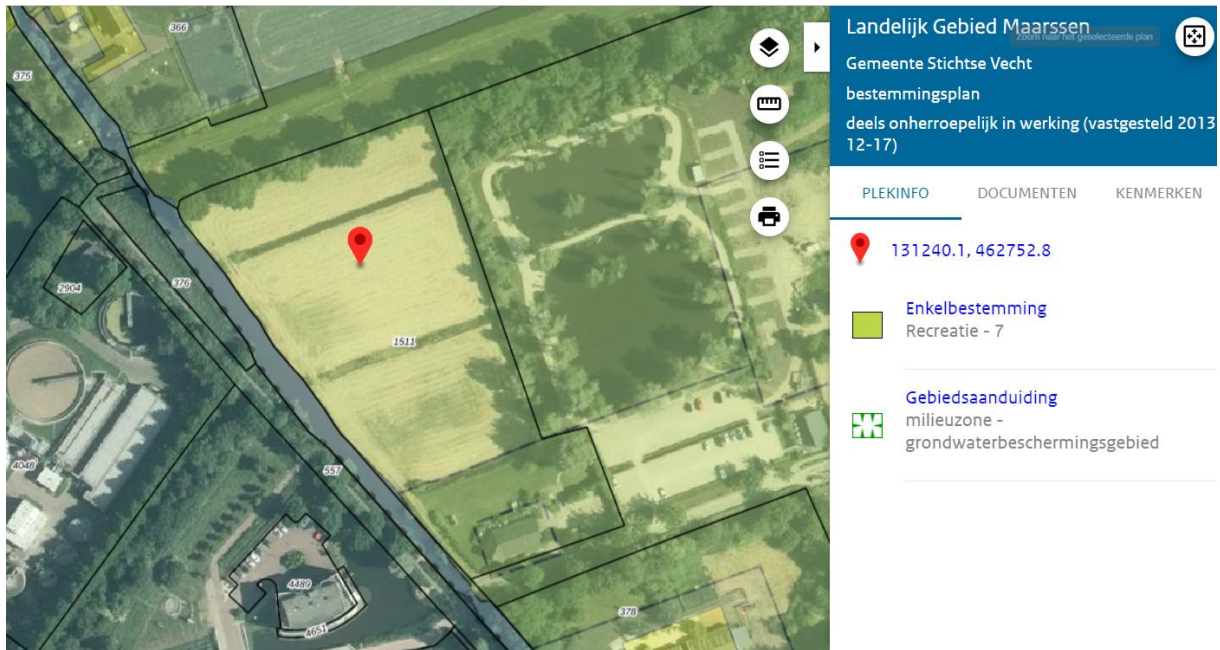 366
375
376
2904
1511
4048
557
4489
4651
378
Landelijk Gebied Maarssen
Zoom naar het geselecteerde plan
Gemeente Stichtse Vecht
bestemmingsplan
deels onherroepelijk in werking (vastgesteld 2013
12-17)
PLEKINFO DOCUMENTEN KENMERKEN
131240.1, 462752.8
Enkelbestemming
Recreatie - 7
Gebiedsaanduiding
milieuzone -
grondwaterbeschermingsgebied